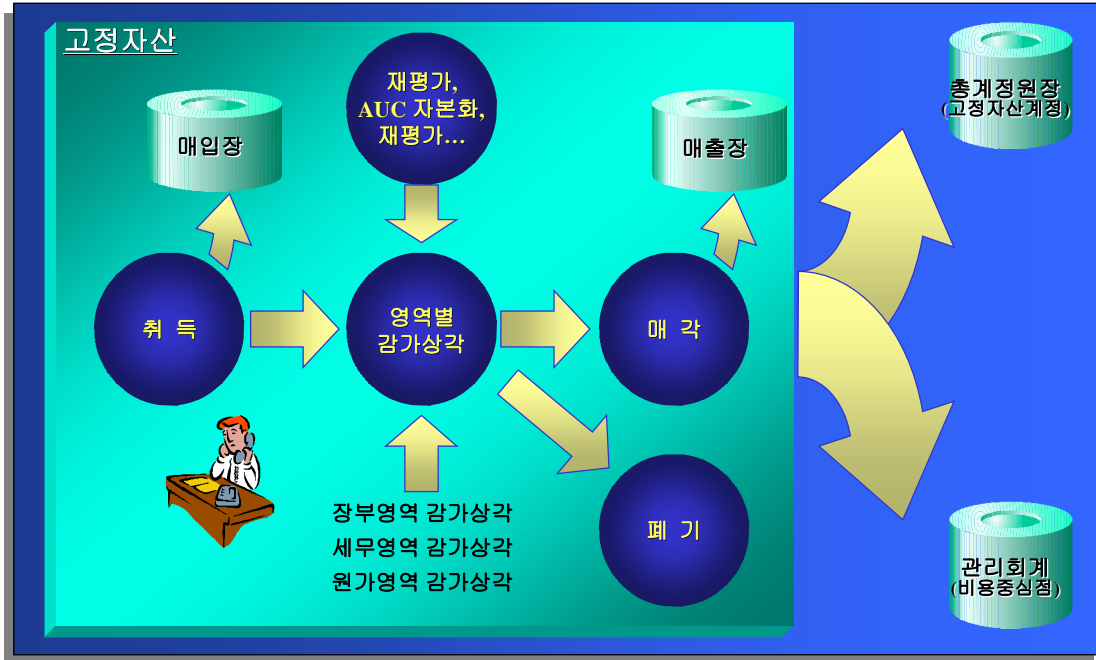 고정자산
재평가,
AUC 자본화,
재평가…
매입장
매출장
총계정원장
(고정자산계정)
취 득
영역별
감가상각
매 각
장부영역 감가상각
세무영역 감가상각
원가영역 감가상각
폐 기
관리회계
(비용중심점)